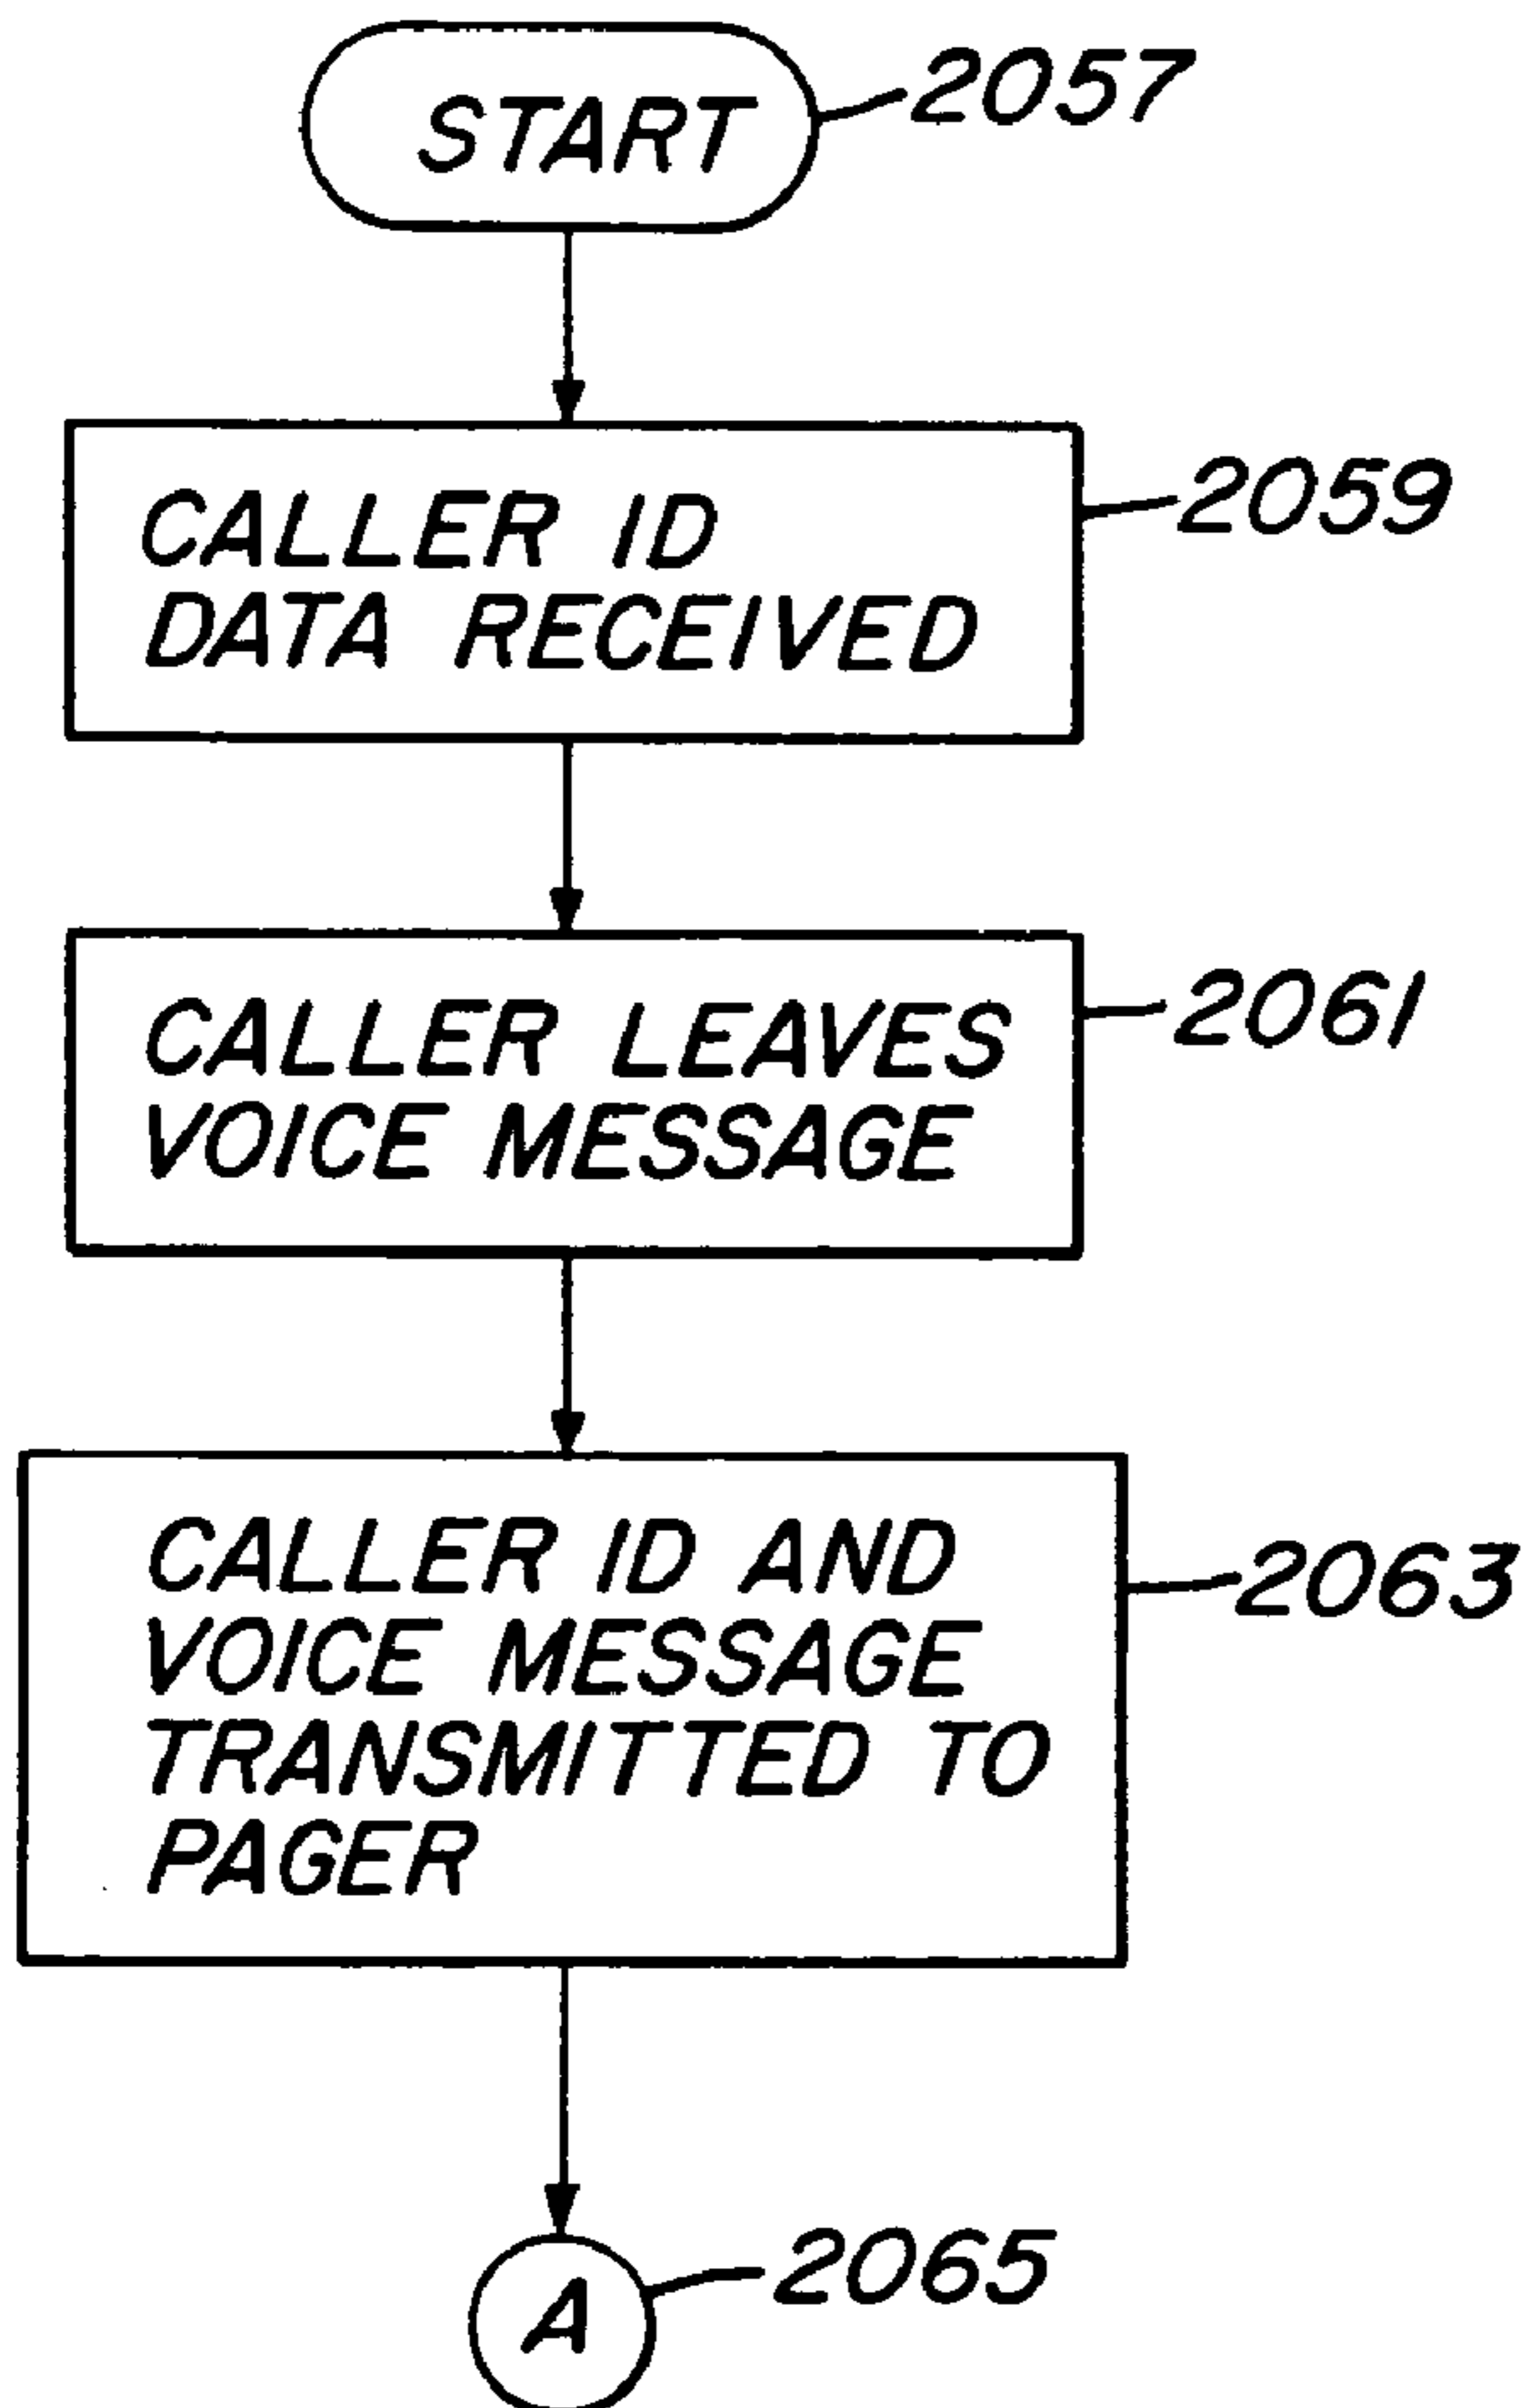 START
2057
CALLER ID
DATA RECEIVED
2059
CALLER LEAVES
VOICE MESSAGE
2061
CALLER ID AND
VOICE MESSAGE
TRANSMITTED TO
PAGER
2063
A
2065